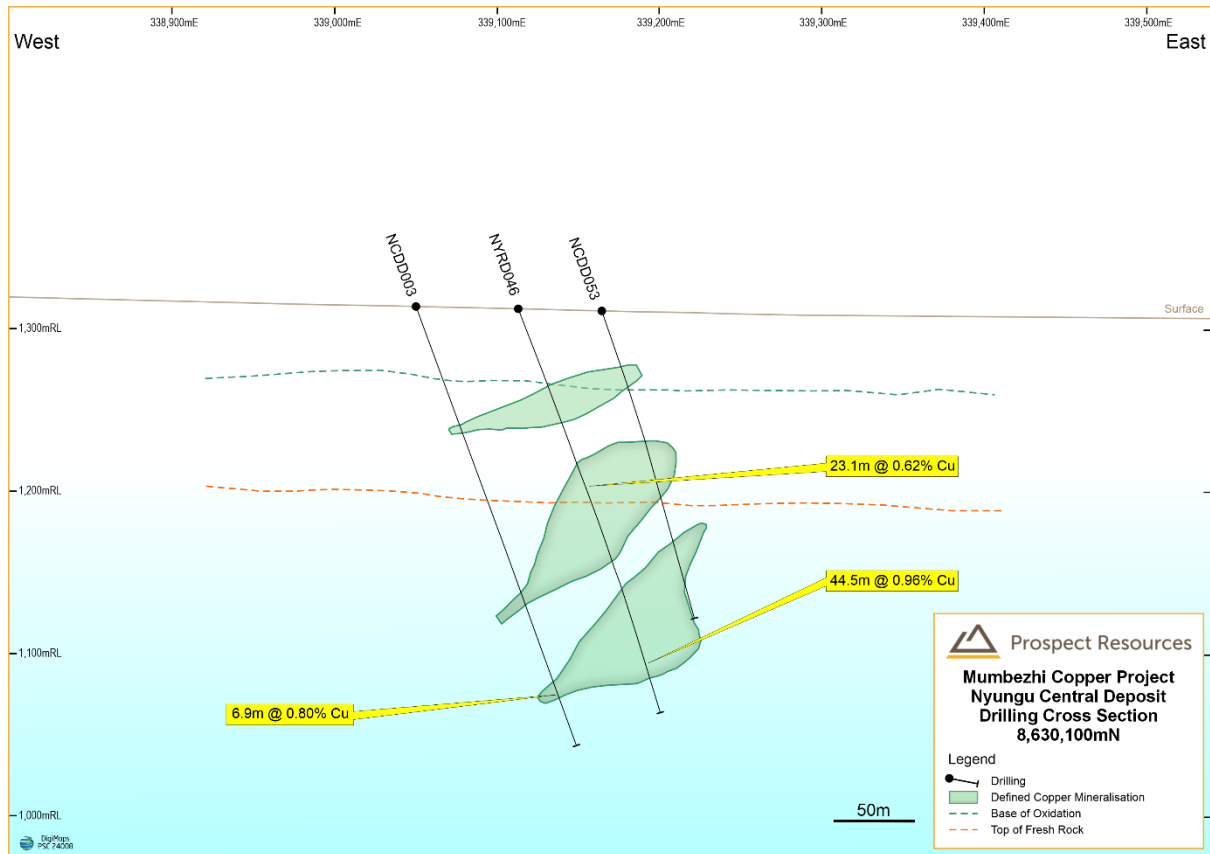 338,900mE 339,000mE 339,100mE 339,200mE 339,300mE 339,400mE 339,500mE
West East
NCDD003 NYRD046 NCDD053
Surface
1,300mRL
23.1m @ 0.62% Cu
1,200mRL
44.5m @ 0.96% Cu
1,100mRL
6.9m @ 0.80% Cu
Prospect Resources
Mumbezhi Copper Project
Nyungu Central Deposit
Drilling Cross Section
8,630,100mN
Legend
Drilling
Defined Copper Mineralisation
Base of Oxidation
Top of Fresh Rock
50m
1,000mRL
DigiMaps
PSC 24008